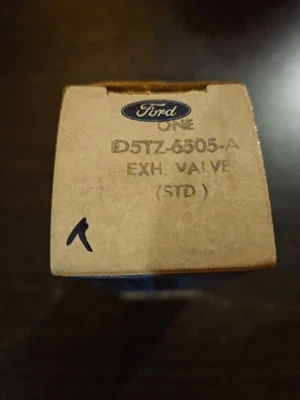 Ford
ONE
D5TZ-6505-A
EXH. VALVE
(STD)